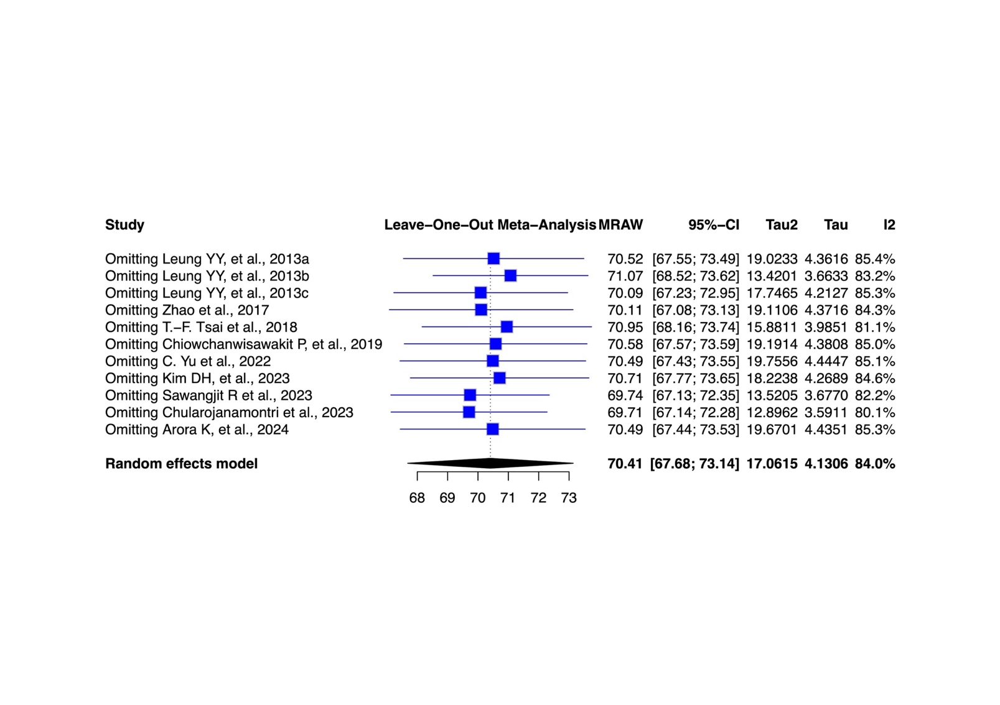 Study Leave−One−Out Meta−Analysis MRAW 95%−CI Tau2 Tau I2
Omitting Leung YY, et al., 2013a 70.52 [67.55; 73.49] 19.0233 4.3616 85.4%
Omitting Leung YY, et al., 2013b 71.07 [68.52; 73.62] 13.4201 3.6633 83.2%
Omitting Leung YY, et al., 2013c 70.09 [67.23; 72.95] 17.7465 4.2127 85.3%
Omitting Zhao et al., 2017 70.11 [67.08; 73.13] 19.1106 4.3716 84.3%
Omitting T.−F. Tsai et al., 2018 70.95 [68.16; 73.74] 15.8811 3.9851 81.1%
Omitting Chiowchanwisawakit P, et al., 2019 70.58 [67.57; 73.59] 19.1914 4.3808 85.0%
Omitting C. Yu et al., 2022 70.49 [67.43; 73.55] 19.7556 4.4447 85.1%
Omitting Kim DH, et al., 2023 70.71 [67.77; 73.65] 18.2238 4.2689 84.6%
Omitting Sawangjit R et al., 2023 69.74 [67.13; 72.35] 13.5205 3.6770 82.2%
Omitting Chularojanamontri et al., 2023 69.71 [67.14; 72.28] 12.8962 3.5911 80.1%
Omitting Arora K, et al., 2024 70.49 [67.44; 73.53] 19.6701 4.4351 85.3%
Random effects model 70.41 [67.68; 73.14] 17.0615 4.1306 84.0%
68 69 70 71 72 73